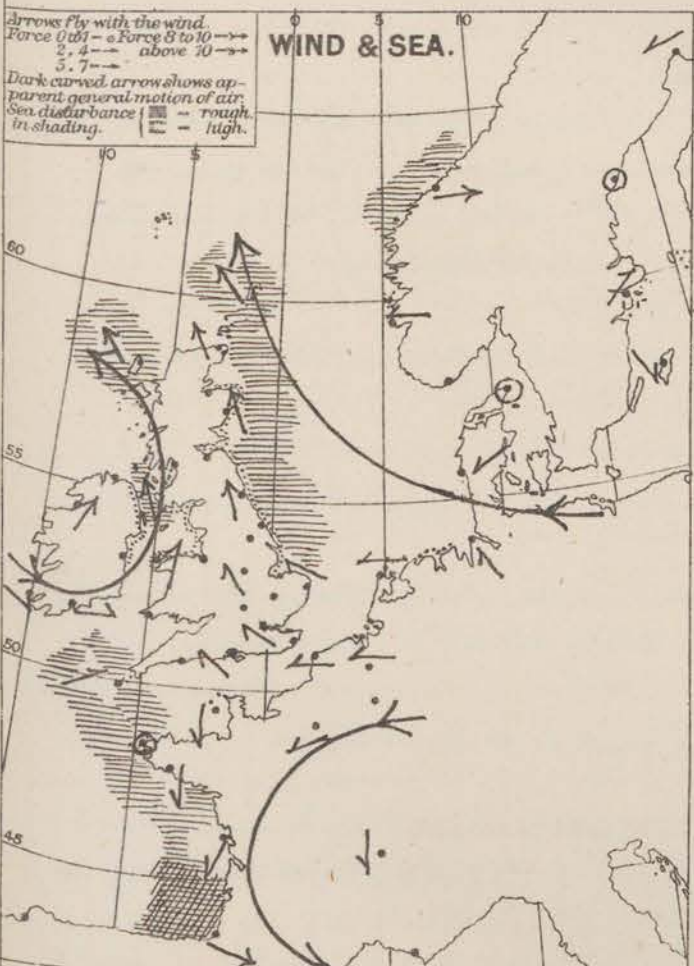 0 5 10
WIND & SEA.
Arrows fly with the wind.
Force 0 to 1 - Force 8 to 10
2, 4 - above 10
5, 7 -
Dark curved arrow shows ap-
parent general motion of air.
Sea disturbance - rough.
in shading. - high.
10 5
60
55
50
45